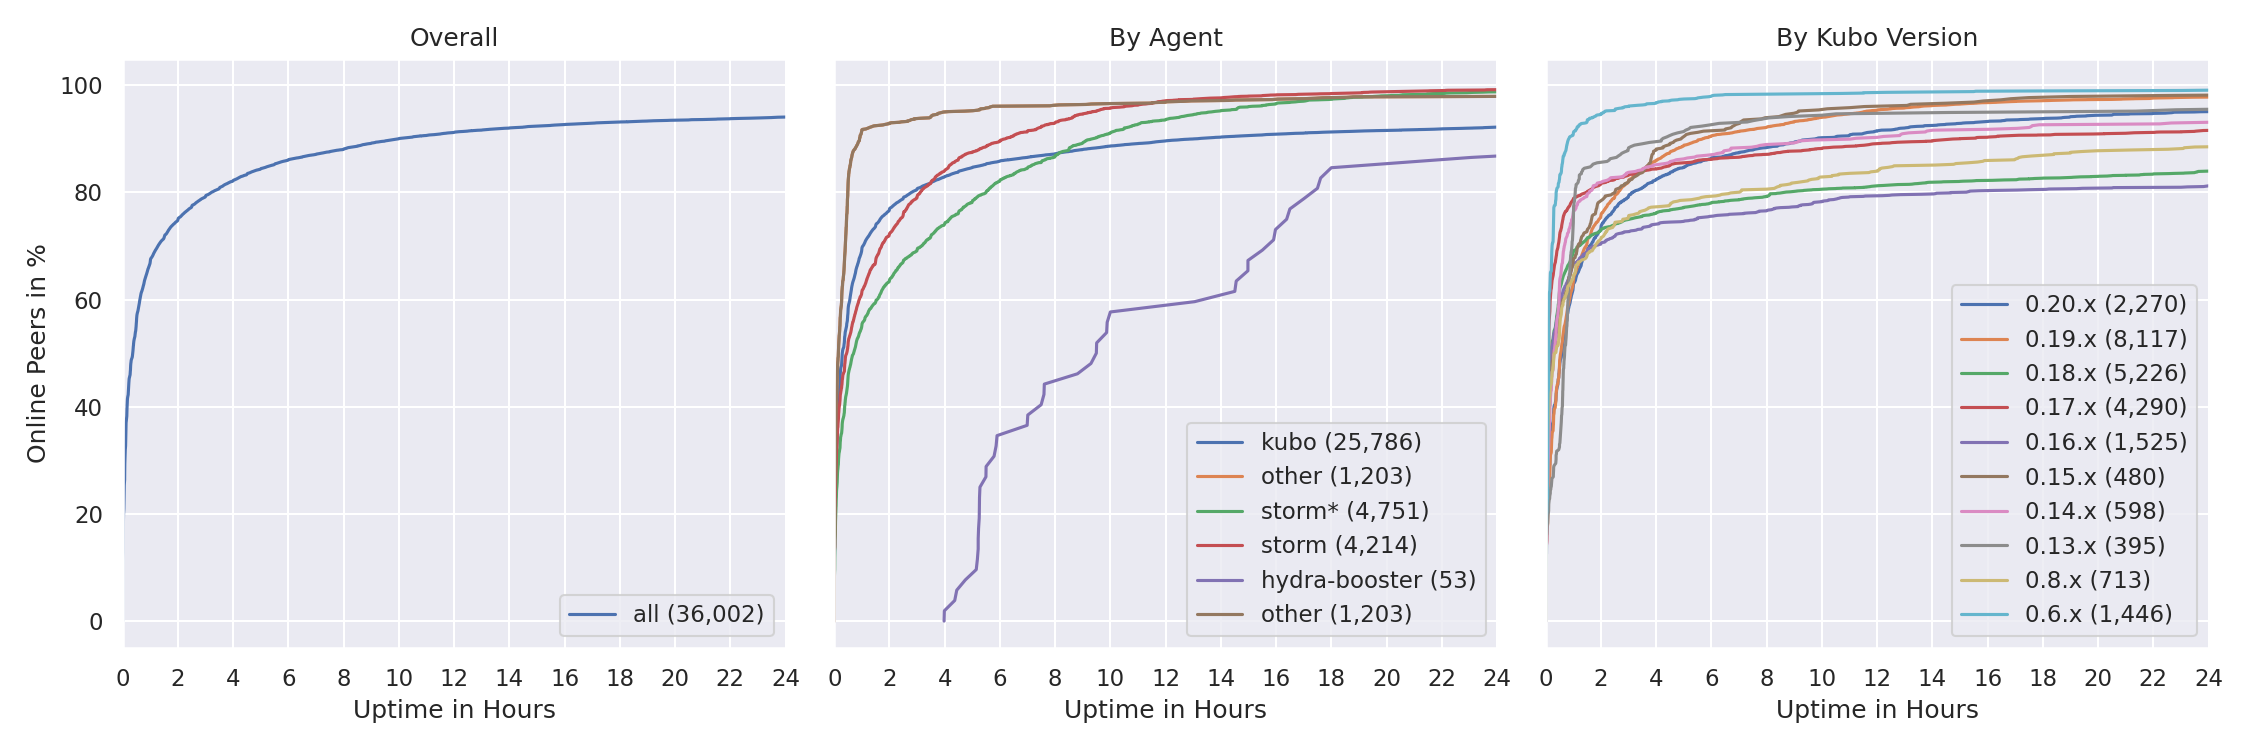 Overall
By Agent
By Kubo Version
Online Peers in %
100
80
60
40
20
0
all (36,002)
0 2 4 6 8 10 12 14 16 18 20 22 24
Uptime in Hours
kubo (25,786)
other (1,203)
storm* (4,751)
storm (4,214)
hydra-booster (53)
other (1,203)
0 2 4 6 8 10 12 14 16 18 20 22 24
Uptime in Hours
0.20.x (2,270)
0.19.x (8,117)
0.18.x (5,226)
0.17.x (4,290)
0.16.x (1,525)
0.15.x (480)
0.14.x (598)
0.13.x (395)
0.8.x (713)
0.6.x (1,446)
0 2 4 6 8 10 12 14 16 18 20 22 24
Uptime in Hours